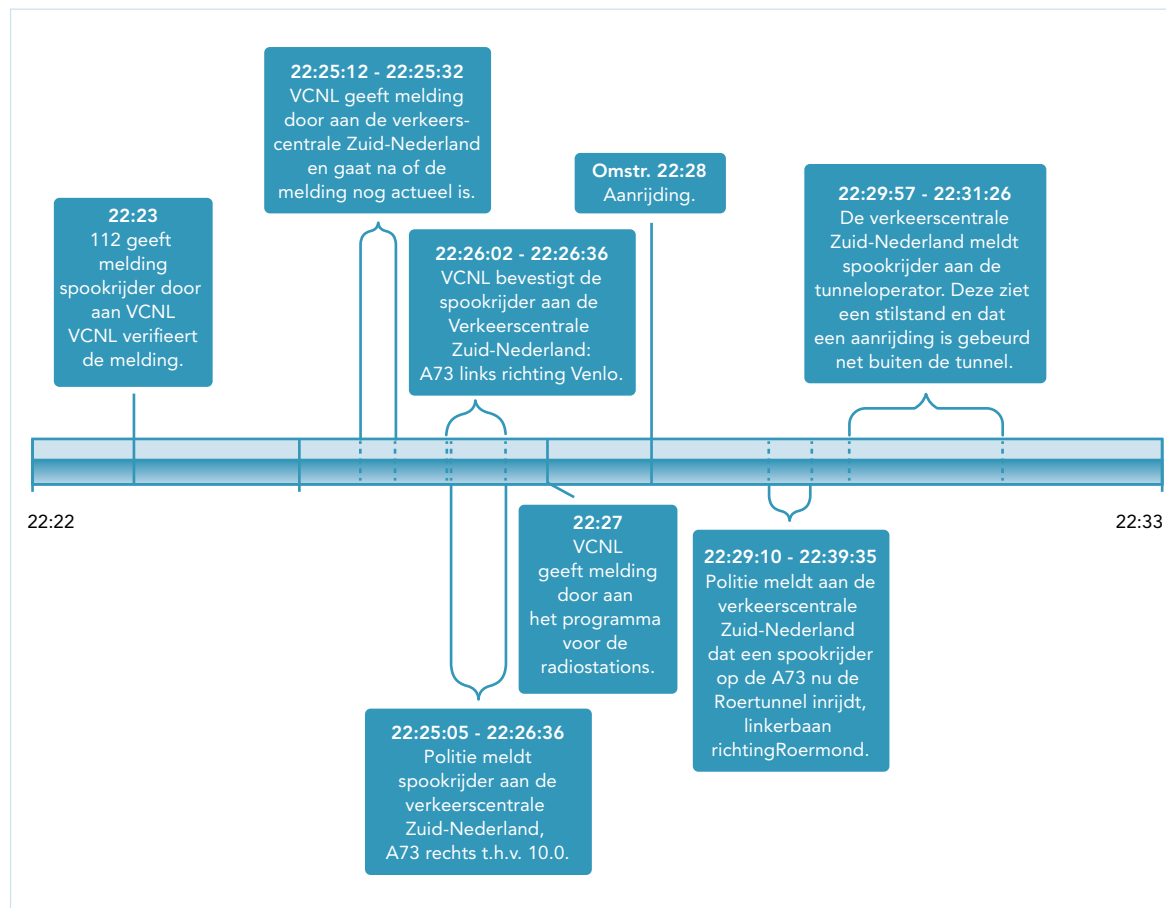 22:23
112 geeft
melding
spookrijder door
aan VCNL
VCNL verifieert
de melding.
22:25:12 - 22:25:32
VCNL geeft melding
door aan de verkeers-
centrale Zuid-Nederland
en gaat na of de
melding nog actueel is.
22:26:02 - 22:26:36
VCNL bevestigt de
spookrijder aan de
Verkeerscentrale
Zuid-Nederland:
A73 links richting Venlo.
Omstr. 22:28
Aanrijding.
22:29:57 - 22:31:26
De verkeerscentrale
Zuid-Nederland meldt
spookrijder aan de
tunneloperator. Deze ziet
een stilstand en dat
een aanrijding is gebeurd
net buiten de tunnel.
22:22
22:33
22:25:05 - 22:26:36
Politie meldt
spookrijder aan de
verkeerscentrale
Zuid-Nederland,
A73 rechts t.h.v. 10.0.
22:27
VCNL
geeft melding
door aan
het programma
voor de
radiostations.
22:29:10 - 22:39:35
Politie meldt aan de
verkeerscentrale
Zuid-Nederland
dat een spookrijder
op de A73 nu de
Roertunnel inrijdt,
linkerbaan
richtingRoermond.